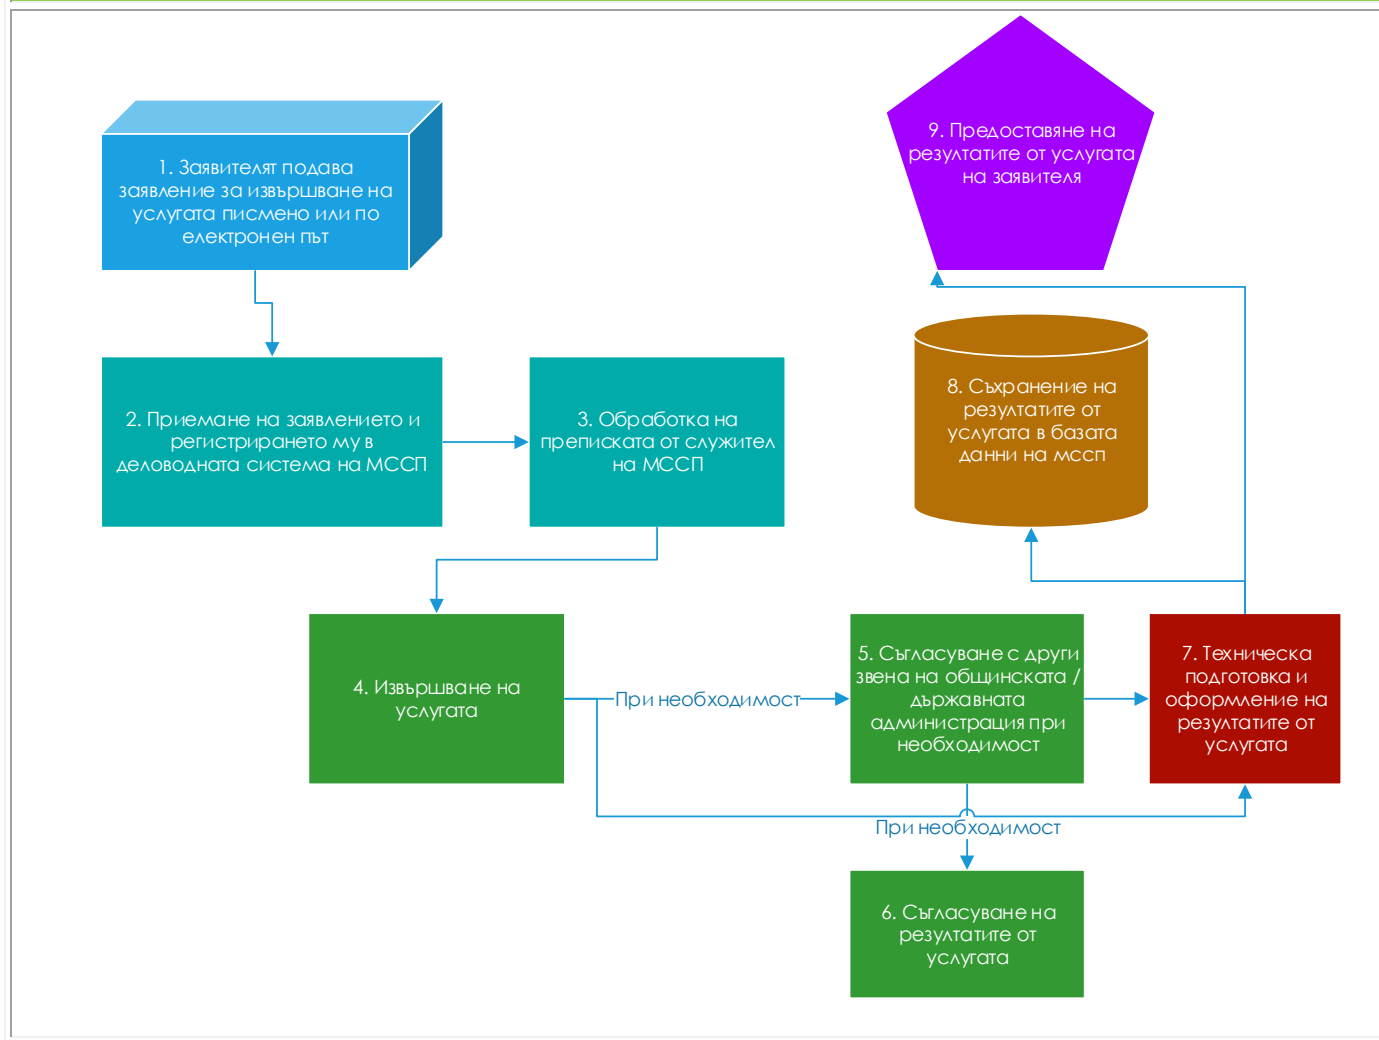 1. Заявителят подава
заявление за извършване на
услугата писмено или по
електронен път
2. Приемане на заявлението и
регистрирането му в
деловодната система на МССП
3. Обработка на
преписката от служител
на МССП
4. Извършване на
услугата
При необходимост
5. Съгласуване с други
звена на общинската /
държавната
администрация при
необходимост
При необходимост
6. Съгласуване на
резултатите от
услугата
7. Техническа
подготовка и
оформление на
резултатите от
услугата
8. Съхранение на
резултатите от
услугата в базата
данни на мссп
9. Предоставяне на
резултатите от услугата
на заявителя